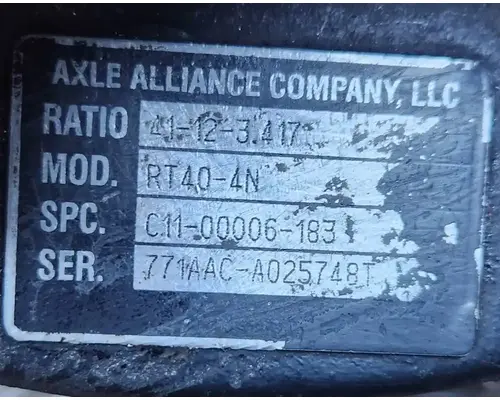 AXLE ALLIANCE COMPANY, LLC
RATIO 41-12-3.417
MOD. RT40-4N
SPC. C11-00006-183
SER. 771AAC-A025748T